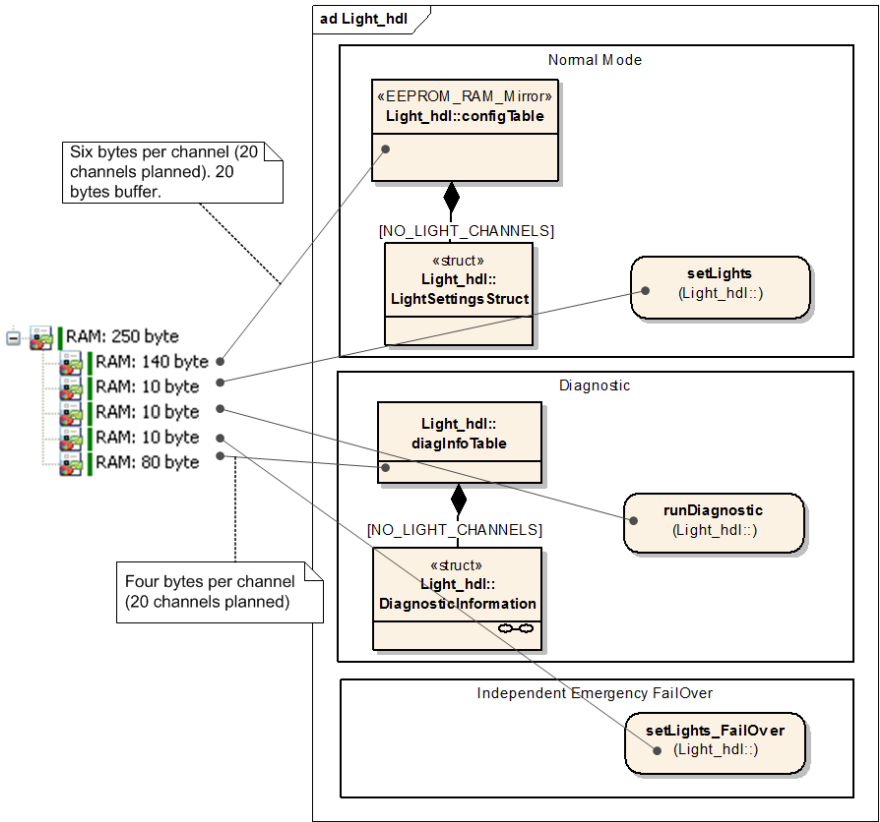 ad Light_hdl
Normal Mode
«EEPROM_RAM_Mirror»
Light_hdl::configTable
Six bytes per channel (20
channels planned). 20
bytes buffer.
[NO_LIGHT_CHANNELS]
«struct»
Light_hdl::
LightSettingsStruct
setLights
(Light_hdl::)
RAM: 250 byte
RAM: 140 byte
RAM: 10 byte
RAM: 10 byte
RAM: 10 byte
RAM: 80 byte
Diagnostic
Light_hdl::
diagInfoTable
runDiagnostic
(Light_hdl::)
[NO_LIGHT_CHANNELS]
«struct»
Light_hdl::
DiagnosticInformation
Four bytes per channel
(20 channels planned)
Independent Emergency FailOver
setLights_FailOver
(Light_hdl::)